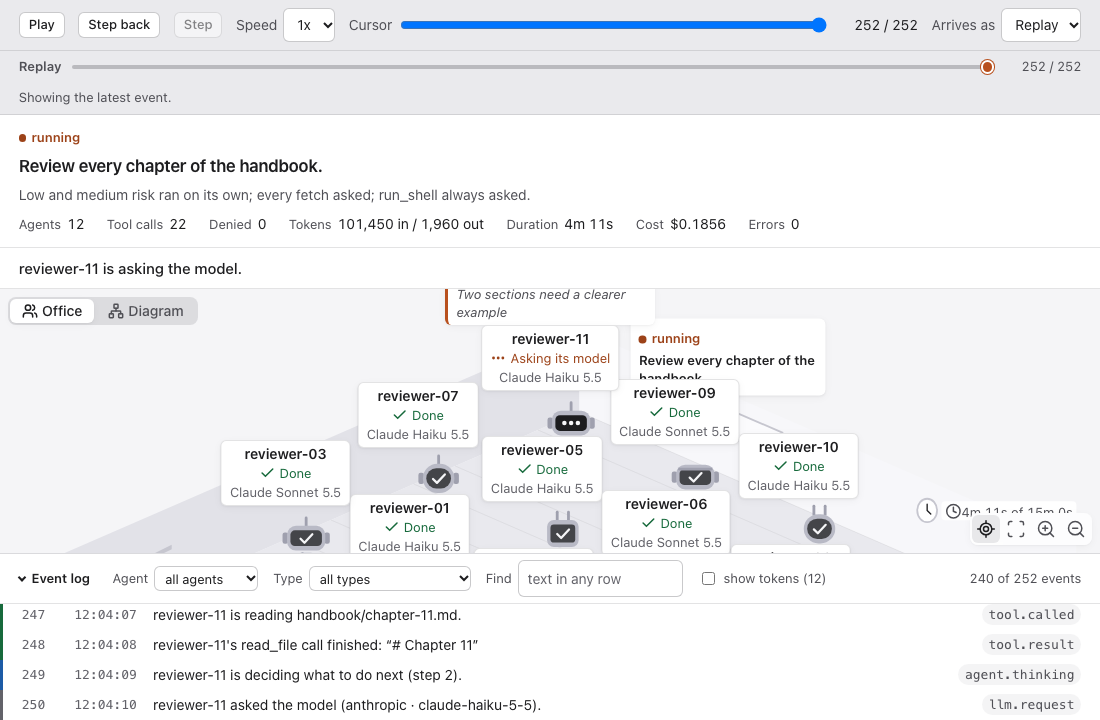 Play Step back Step Speed 1x Cursor 252 / 252 Arrives as Replay
Replay 252 / 252
Showing the latest event.
running
Review every chapter of the handbook.
Low and medium risk ran on its own; every fetch asked; run_shell always asked.
Agents 12 Tool calls 22 Denied 0 Tokens 101,450 in / 1,960 out Duration 4m 11s Cost $0.1856 Errors 0
reviewer-11 is asking the model.
Office Diagram
Two sections need a clearer
example
reviewer-11
Asking its model
Claude Haiku 5.5
running
Review every chapter of the
handbook.
reviewer-07
Done
Claude Haiku 5.5
reviewer-09
Done
Claude Sonnet 5.5
reviewer-03
Done
Claude Sonnet 5.5
reviewer-05
Done
Claude Haiku 5.5
reviewer-10
Done
Claude Haiku 5.5
reviewer-01
Done
Claude Haiku 5.5
reviewer-06
Done
Claude Sonnet 5.5
4m 11s of 15m 0s
Event log Agent all agents Type all types Find text in any row show tokens (12) 240 of 252 events
247 12:04:07 reviewer-11 is reading handbook/chapter-11.md. tool.called
248 12:04:08 reviewer-11's read_file call finished: “# Chapter 11” tool.result
249 12:04:09 reviewer-11 is deciding what to do next (step 2). agent.thinking
250 12:04:10 reviewer-11 asked the model (anthropic · claude-haiku-5-5). llm.request